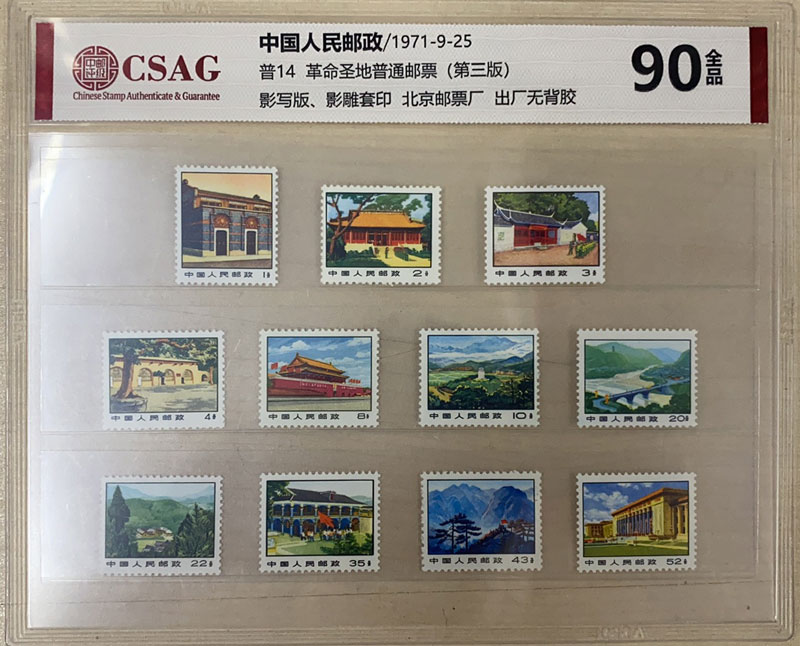 CSAG
Chinese Stamp Authenticate & Guarantee
中国人民邮政/1971-9-25
普14 革命圣地普通邮票（第三版）
影写版、影雕套印 北京邮票厂 出厂无背胶
90 全品
中国人民邮政 1分
中国人民邮政 2分
中国人民邮政 3分
中国人民邮政 4分
中国人民邮政 8分
中国人民邮政 10分
中国人民邮政 20分
中国人民邮政 22分
中国人民邮政 35分
中国人民邮政 43分
中国人民邮政 52分